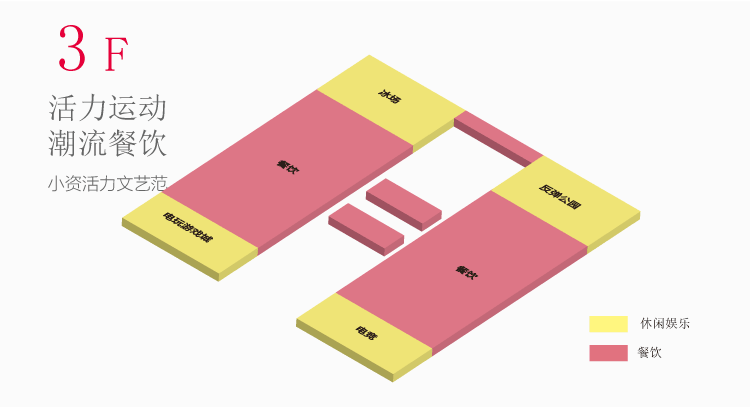 3 F
活力运动
潮流餐饮
小资活力文艺范
冰场
餐饮
电玩游戏城
反弹公园
餐饮
电竞
休闲娱乐
餐饮